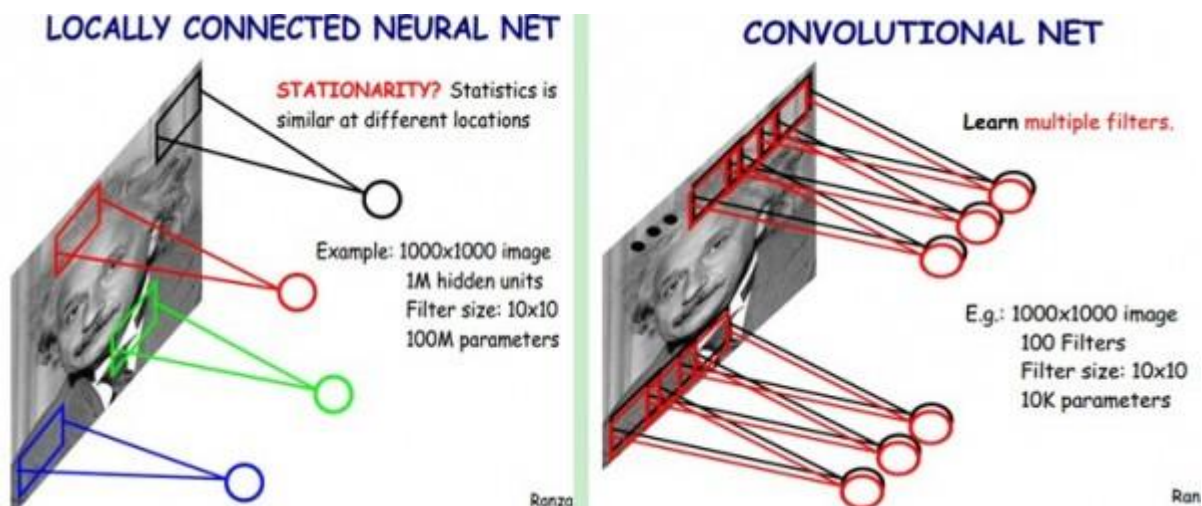 LOCALLY CONNECTED NEURAL NET
STATIONARITY? Statistics is
similar at different locations
Example: 1000x1000 image
1M hidden units
Filter size: 10x10
100M parameters
Ranza
CONVOLUTIONAL NET
Learn multiple filters.
E.g.: 1000x1000 image
100 Filters
Filter size: 10x10
10K parameters
Ran